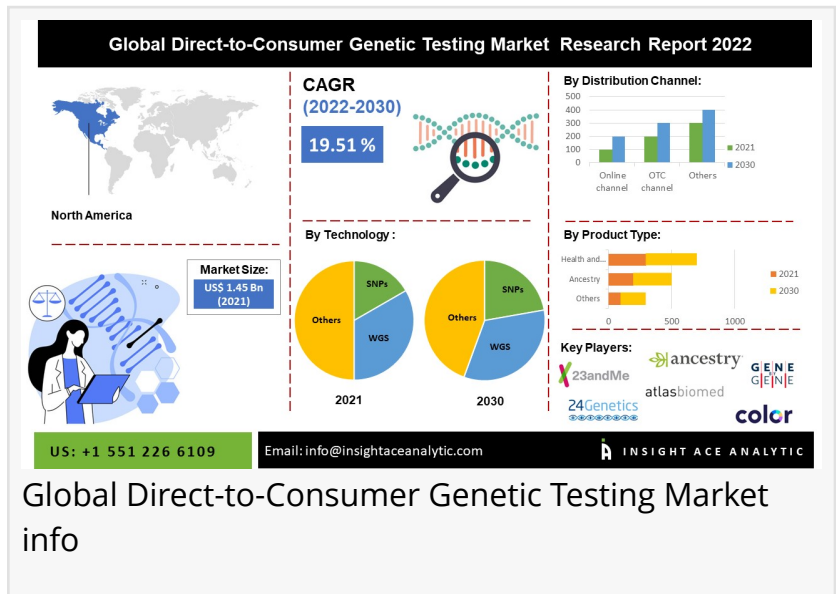 Global Direct-to-Consumer Genetic Testing Market Research Report 2022
North America
CAGR
(2022-2030)
19.51 %
By Distribution Channel:
500
400
300
200
100
0
Online
channel
OTC
channel
Others
2021
2030
Market Size:
US$ 1.45 Bn
(2021)
By Technology :
SNPs
WGS
Others
2021
SNPs
WGS
Others
2030
By Product Type:
Health and...
Ancestry
Others
0
500
1000
2021
2030
Key Players:
23andMe
ancestry
GENE
BY
GENE
atlasbiomed
24Genetics
color
US: +1 551 226 6109
Email: info@insightaceanalytic.com
INSIGHT ACE ANALYTIC
Global Direct-to-Consumer Genetic Testing Market
info